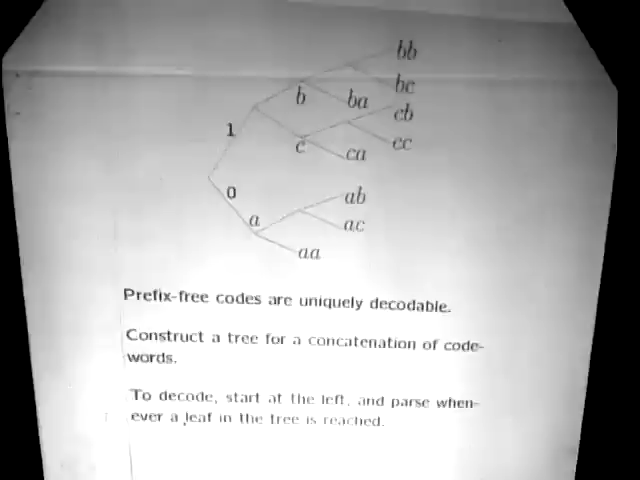 bb
bc
b
ba
cb
1
c
cc
ca
0
ab
a
ac
aa
Prefix-free codes are uniquely decodable.
Construct a tree for a concatenation of code-
words.
To decode, start at the left, and parse when-
ever a leaf in the tree is reached.